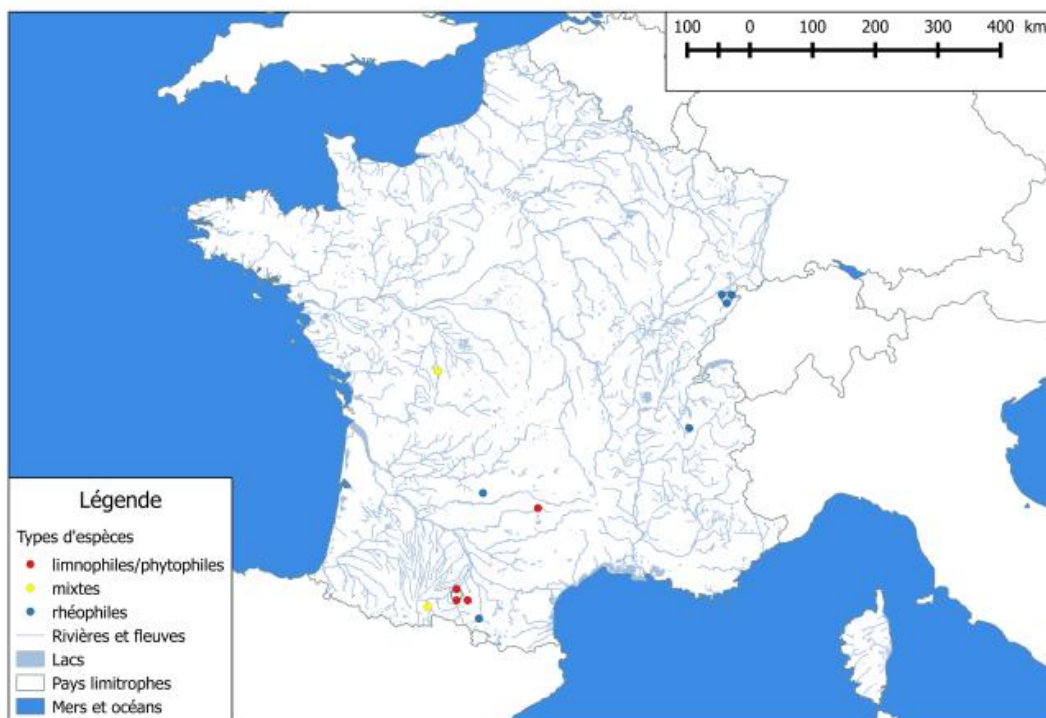 100 0 100 200 300 400 km
Légende
Types d'espèces
limnophiles/phytophiles
mixtes
rhéophiles
Rivières et fleuves
Lacs
Pays limitrophes
Mers et océans